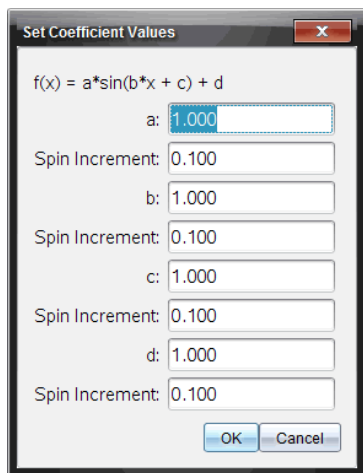 Set Coefficient Values
f(x) = a*sin(b*x + c) + d
a: 1.000
Spin Increment: 0.100
b: 1.000
Spin Increment: 0.100
c: 1.000
Spin Increment: 0.100
d: 1.000
Spin Increment: 0.100
OK Cancel